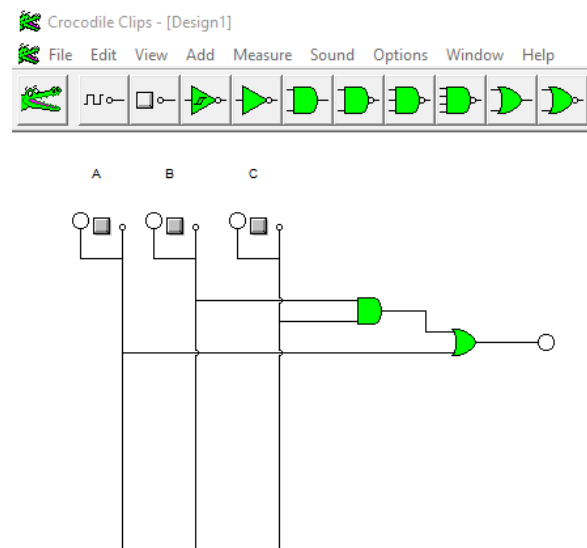 Crocodile Clips - [Design1]
File Edit View Add Measure Sound Options Window Help
A B C